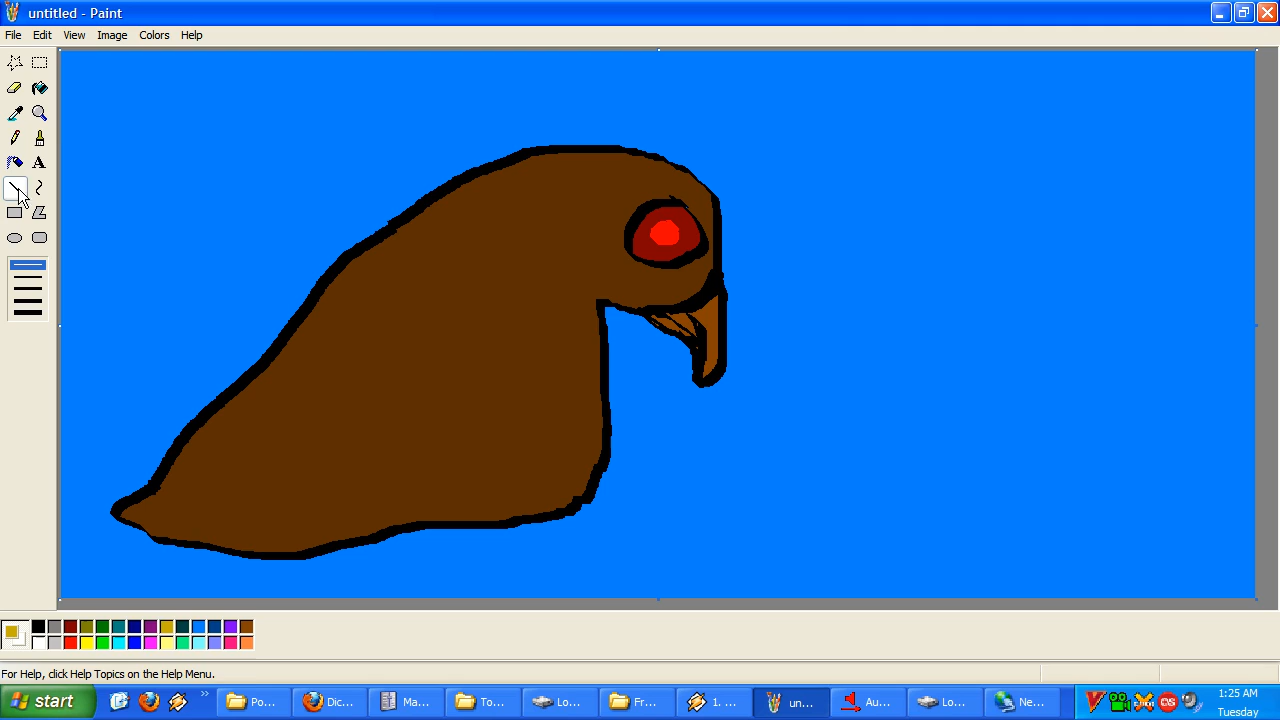 untitled - Paint
File Edit View Image Colors Help
A
For Help, click Help Topics on the Help Menu.
start
Po...
Dic...
Ma...
To...
Lo...
Fr...
1. ...
un...
Au...
Lo...
Ne...
1:25 AM
Tuesday